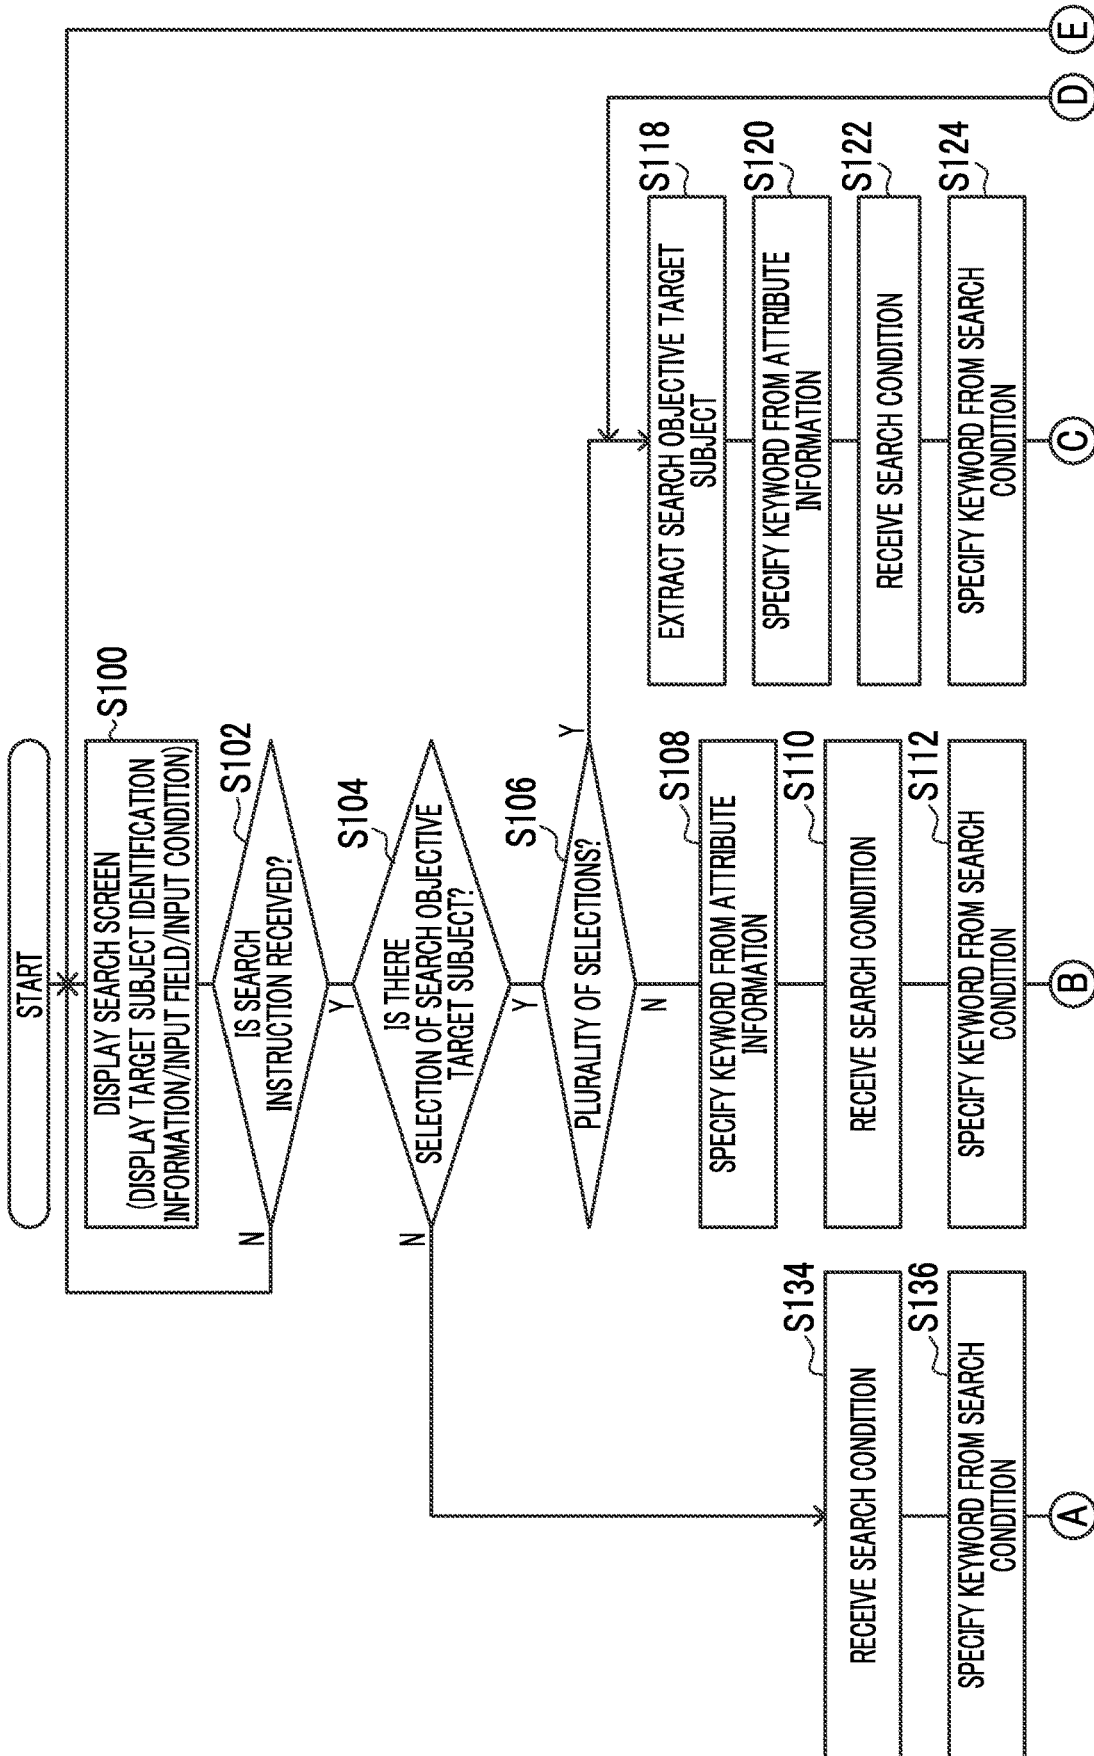 START
DISPLAY SEARCH SCREEN
(DISPLAY TARGET SUBJECT IDENTIFICATION
INFORMATION/INPUT FIELD/INPUT CONDITION)
S100
IS SEARCH
INSTRUCTION RECEIVED?
S102
N
Y
IS THERE
SELECTION OF SEARCH OBJECTIVE
TARGET SUBJECT?
S104
N
Y
PLURALITY OF SELECTIONS?
S106
Y
N
RECEIVE SEARCH CONDITION
S134
SPECIFY KEYWORD FROM SEARCH
CONDITION
S136
A
SPECIFY KEYWORD FROM ATTRIBUTE
INFORMATION
S108
RECEIVE SEARCH CONDITION
S110
SPECIFY KEYWORD FROM SEARCH
CONDITION
S112
B
EXTRACT SEARCH OBJECTIVE TARGET
SUBJECT
S118
SPECIFY KEYWORD FROM ATTRIBUTE
INFORMATION
S120
RECEIVE SEARCH CONDITION
S122
SPECIFY KEYWORD FROM SEARCH
CONDITION
S124
C
D
E